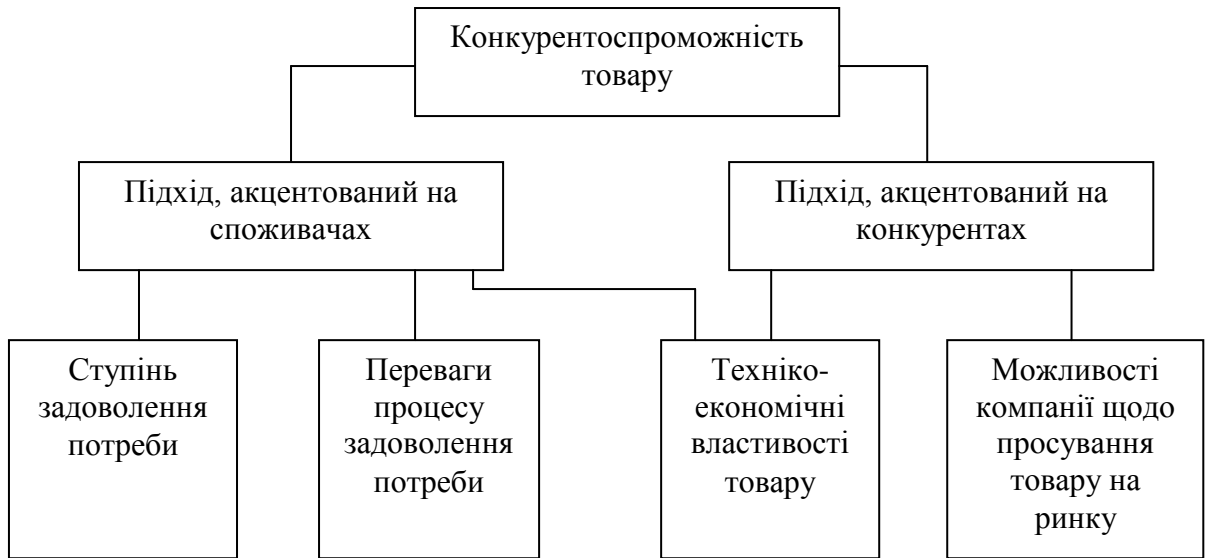 Конкурентоспроможність
товару
Підхід, акцентований на
споживачах
Підхід, акцентований на
конкурентах
Ступінь
задоволення
потреби
Переваги
процесу
задоволення
потреби
Техніко-
економічні
властивості
товару
Можливості
компанії щодо
просування
товару на
ринку